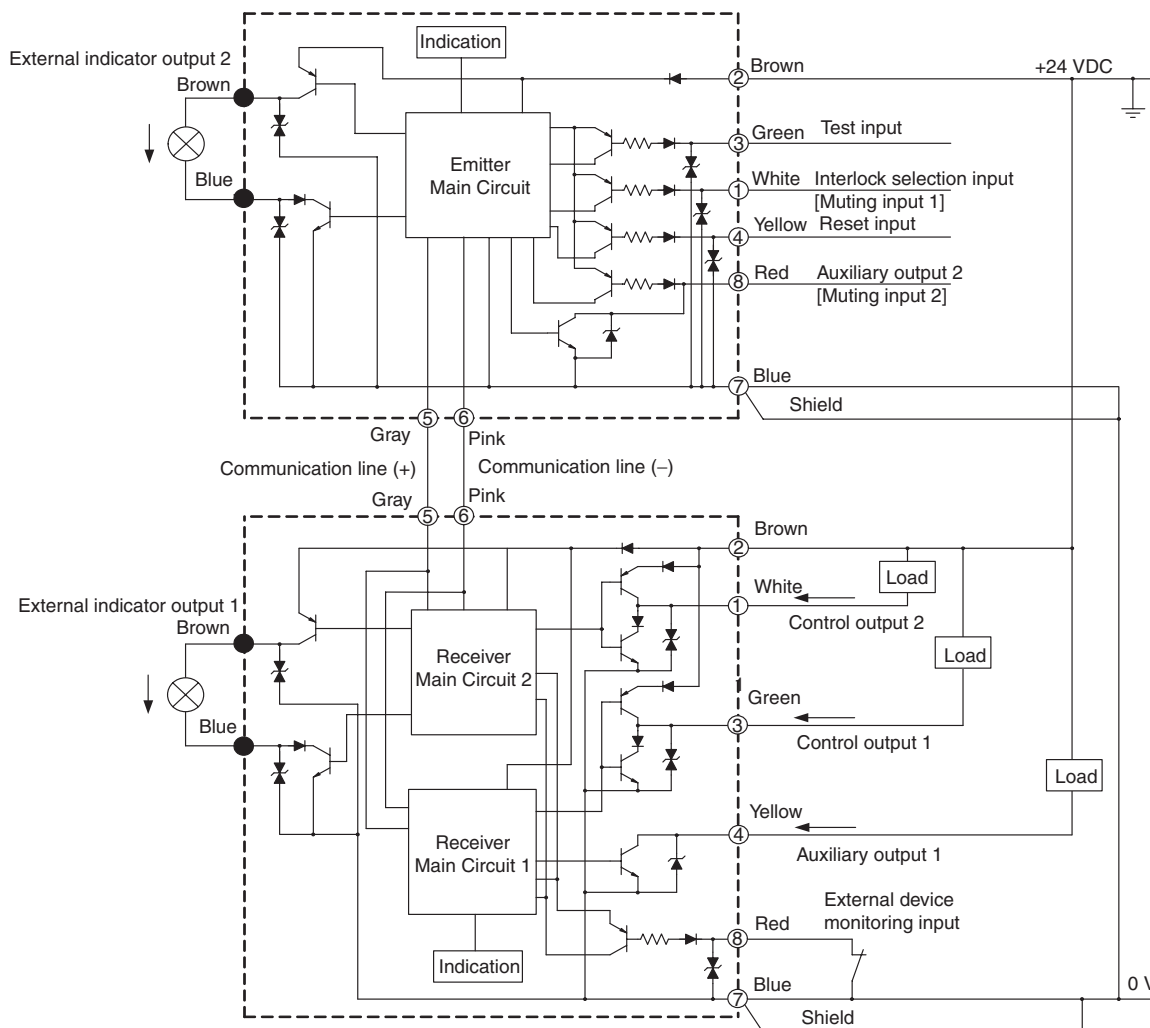 External indicator output 2
Indication
Brown
Blue
Emitter
Main Circuit
2
Brown
+24 VDC
3
Green
Test input
1
White
Interlock selection input
[Muting input 1]
4
Yellow
Reset input
8
Red
Auxiliary output 2
[Muting input 2]
7
Blue
Shield
5
6
Gray
Pink
Communication line (+)
Communication line (–)
Gray
Pink
5
6
External indicator output 1
Brown
Blue
Receiver
Main Circuit 2
Receiver
Main Circuit 1
Indication
2
Brown
Load
1
White
Control output 2
Load
3
Green
Control output 1
Load
4
Yellow
Auxiliary output 1
External device
monitoring input
8
Red
7
Blue
0 V
Shield